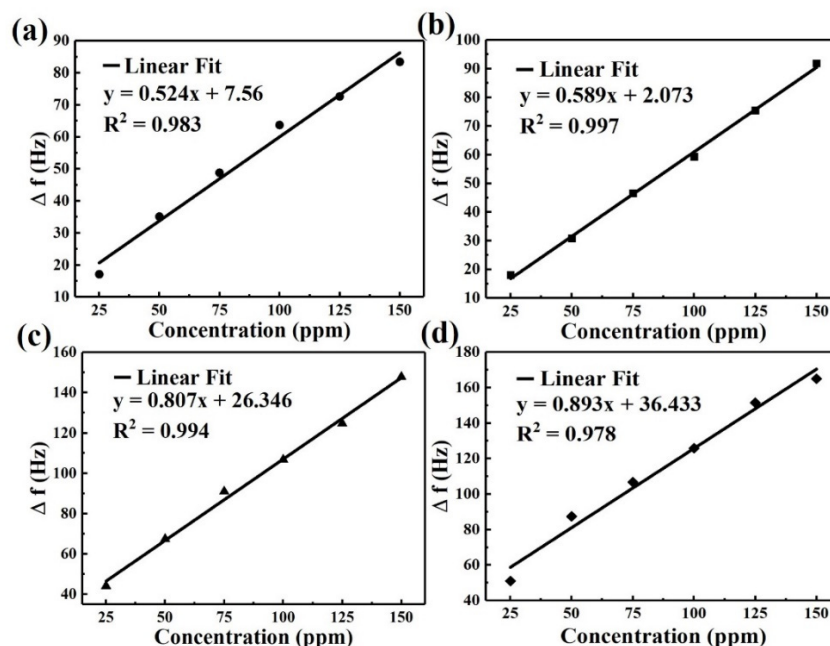 (a)
90
80
70
60
50
40
30
20
10
Δ f (Hz)
Linear Fit
y = 0.524x + 7.56
R² = 0.983
25 50 75 100 125 150
Concentration (ppm)
(b)
100
90
80
70
60
50
40
30
20
10
Δ f (Hz)
Linear Fit
y = 0.589x + 2.073
R² = 0.997
25 50 75 100 125 150
Concentration (ppm)
(c)
160
140
120
100
80
60
40
Δ f (Hz)
Linear Fit
y = 0.807x + 26.346
R² = 0.994
25 50 75 100 125 150
Concentration (ppm)
(d)
180
160
140
120
100
80
60
40
Δ f (Hz)
Linear Fit
y = 0.893x + 36.433
R² = 0.978
25 50 75 100 125 150
Concentration (ppm)